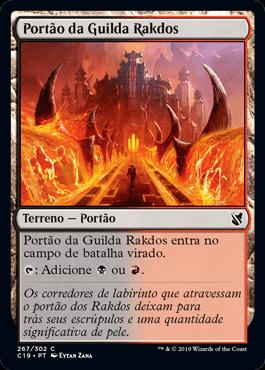 Portão da Guilda Rakdos
Terreno — Portão
Portão da Guilda Rakdos entra no
campo de batalha virado.
: Adicione ou .
Os corredores de labirinto que atravessam
o portão dos Rakdos deixam para
trás seus escrúpulos e uma quantidade
significativa de pele.
267/302 C
C19 • PT Eytan Zana
™ & © 2019 Wizards of the Coast